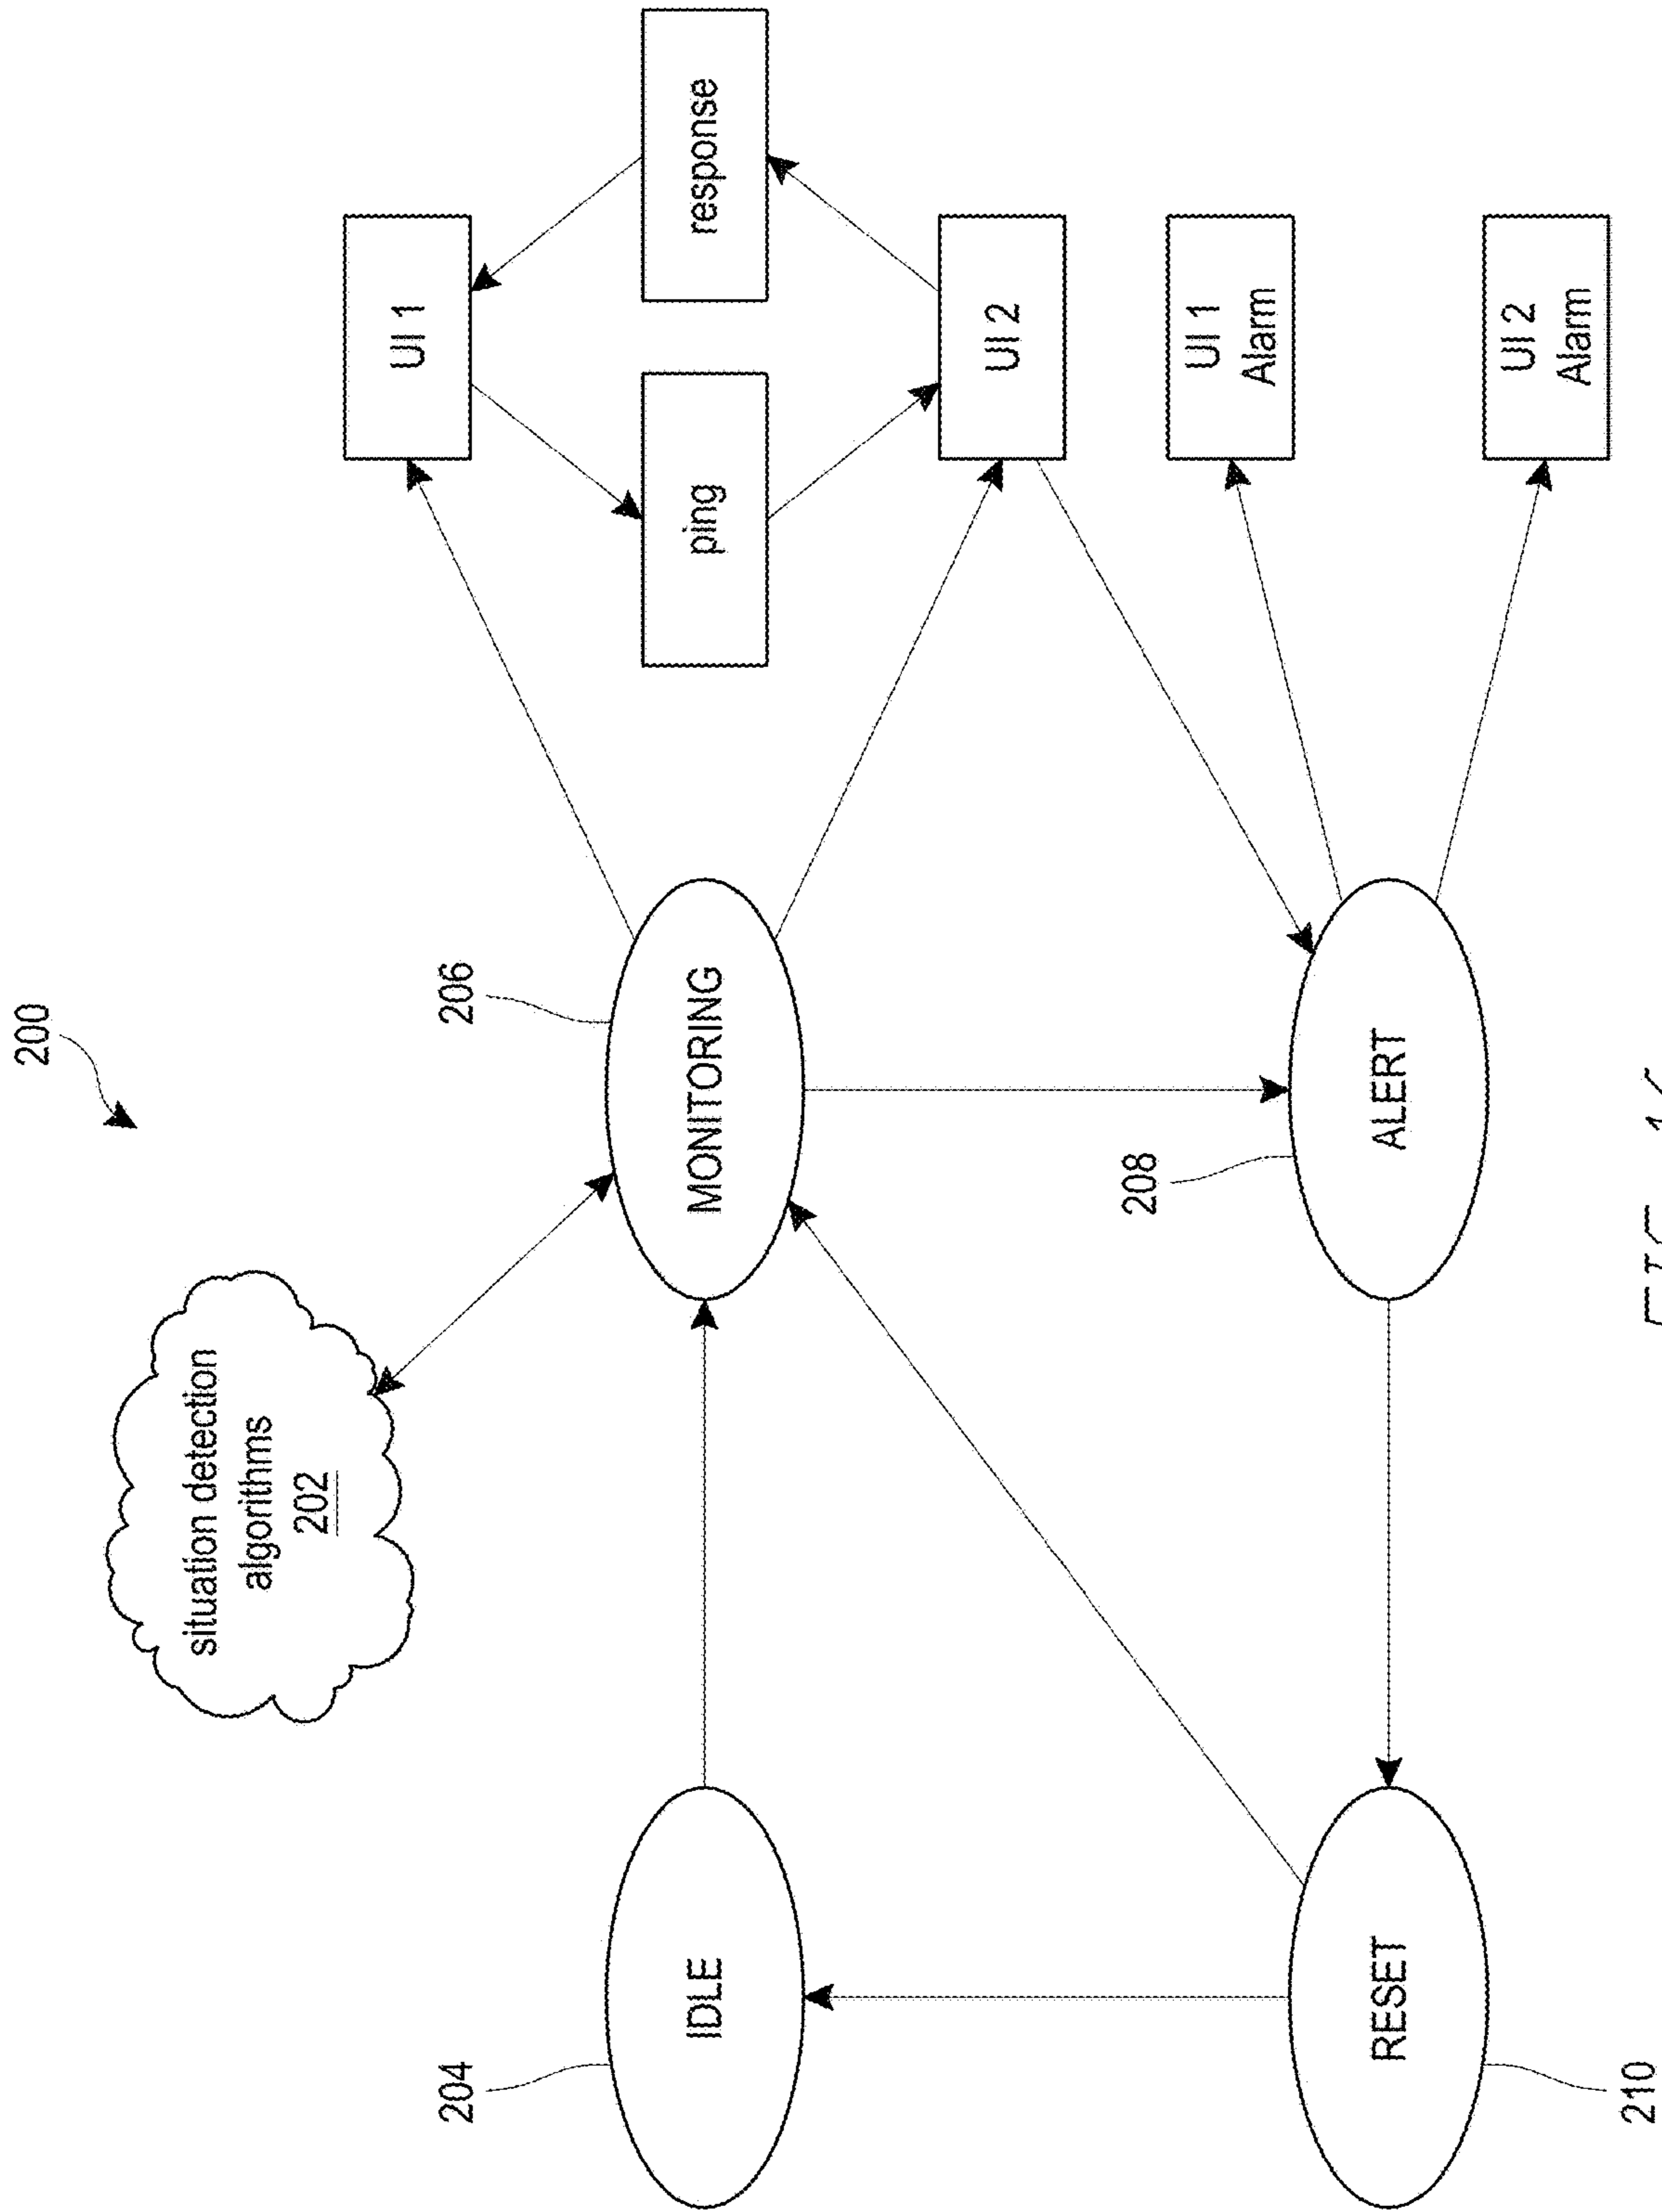 200
situation detection
algorithms
202
UI 1
204
206
IDLE
MONITORING
ping
response
UI 2
208
UI 1
Alarm
RESET
ALERT
UI 2
Alarm
210